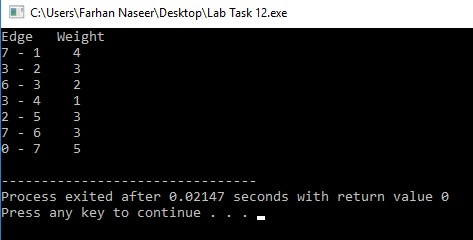 C:\Users\Farhan Naseer\Desktop\Lab Task 12.exe
Edge   Weight
7 - 1    4
3 - 2    3
6 - 3    2
3 - 4    1
2 - 5    3
7 - 6    3
0 - 7    5
--------------------------------
Process exited after 0.02147 seconds with return value 0
Press any key to continue . . .